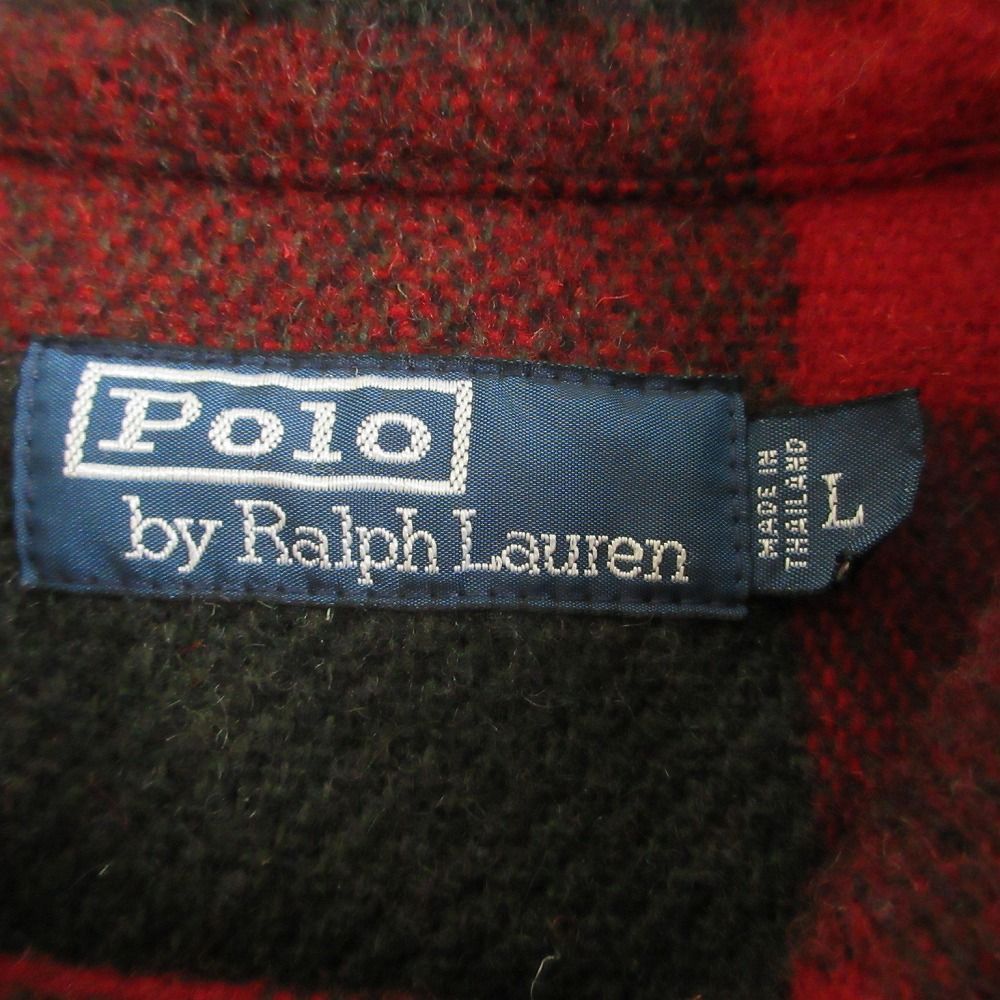 Polo
by Ralph Lauren
MADE IN
THAILAND
L